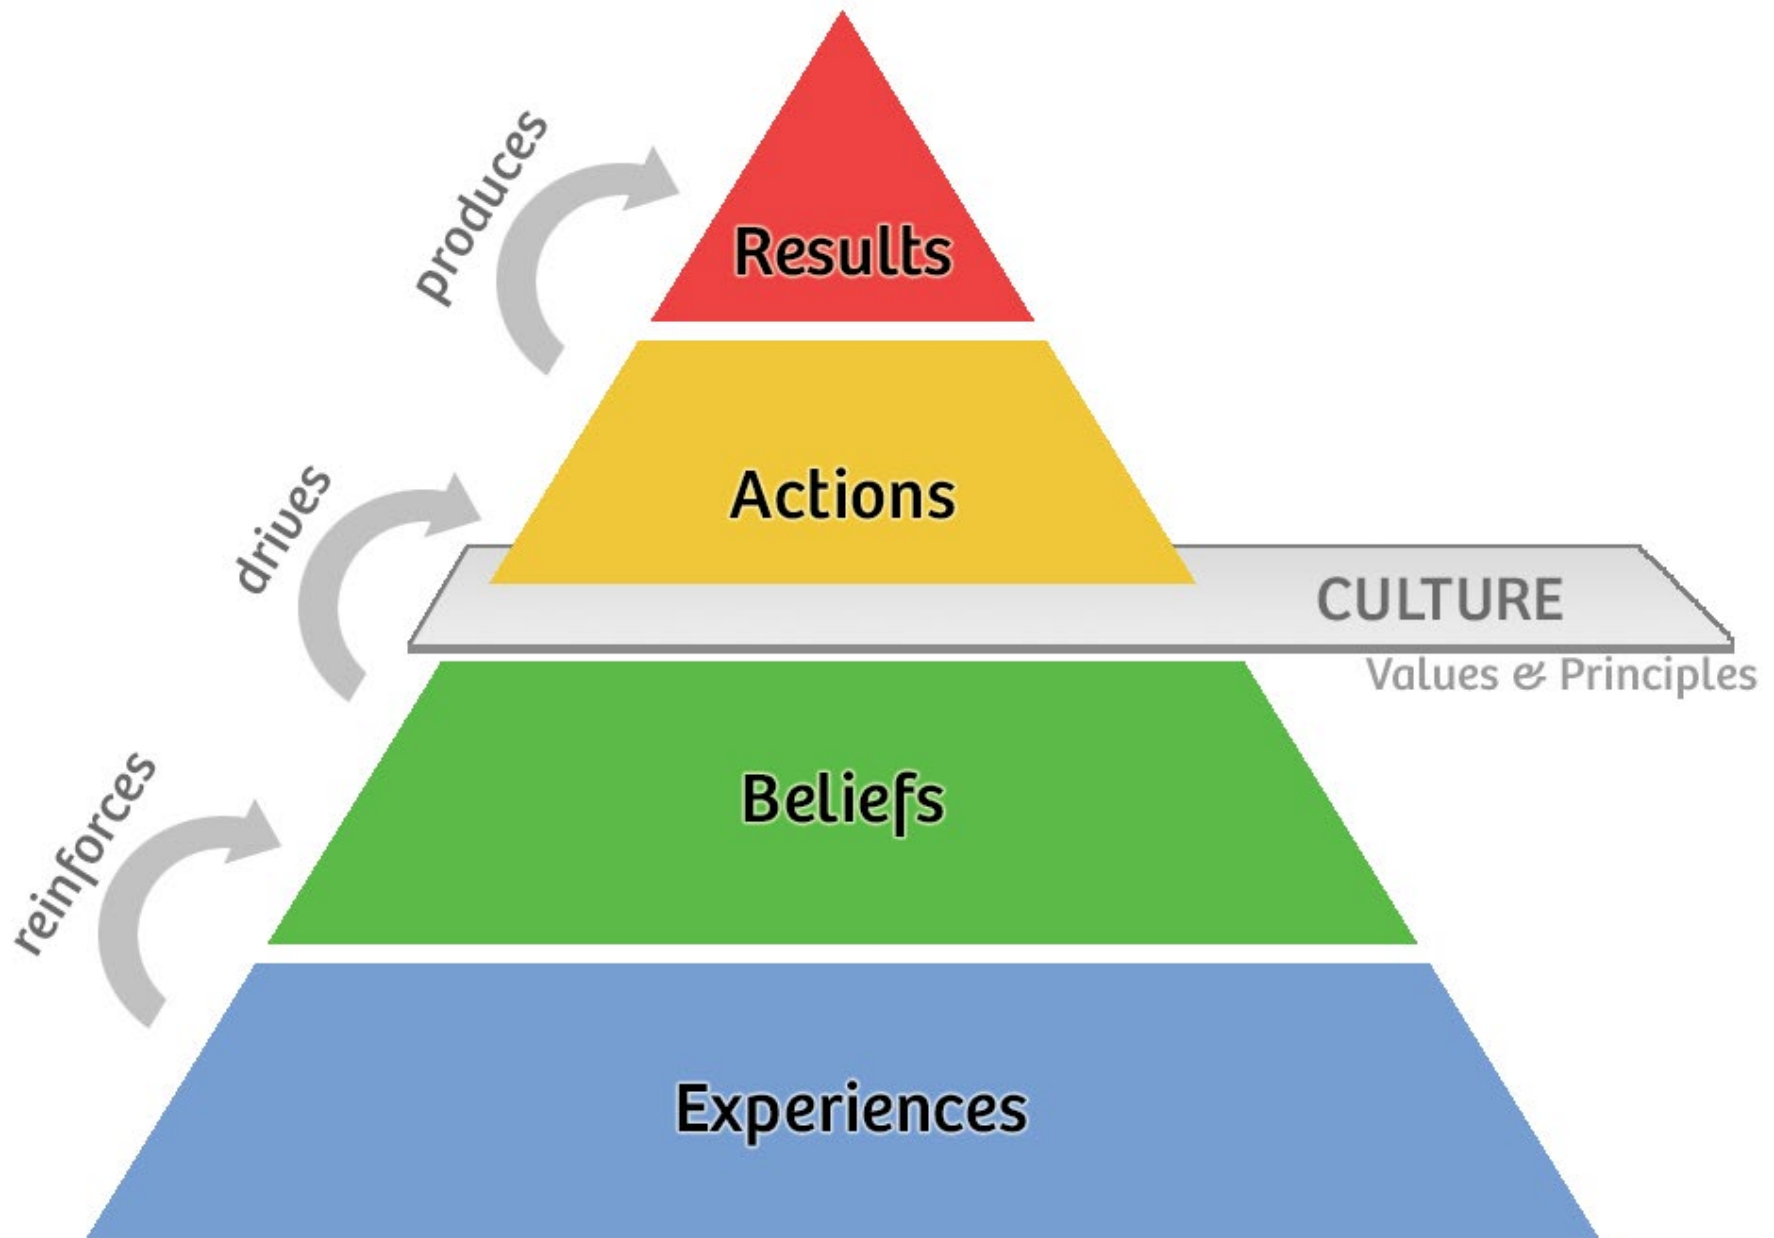 produces
Results
drives
Actions
CULTURE
Values & Principles
reinforces
Beliefs
Experiences